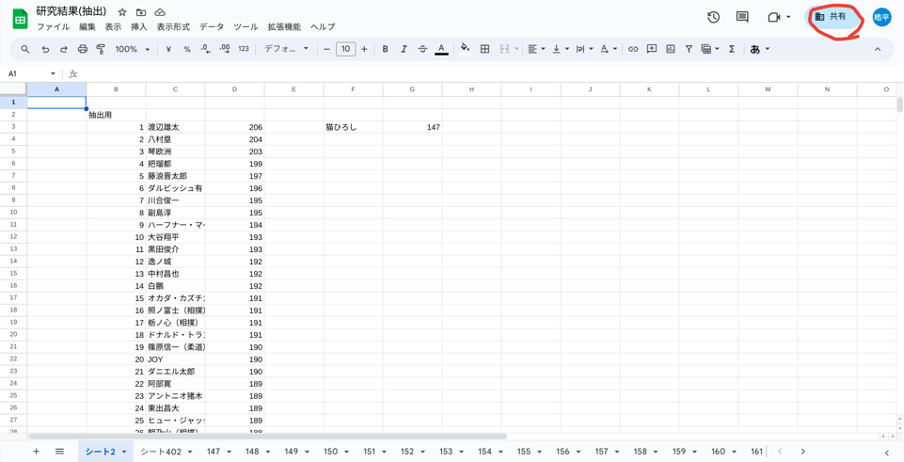 研究結果(抽出)
ファイル 編集 表示 挿入 表示形式 データ ツール 拡張機能 ヘルプ
共有
皓平
100% ¥ % .0 .00 123 デフォ... 10 B I A あ
A1 fx
A B C D E F G H I J K L M N O
1
2 抽出用
3 1 渡辺雄太 206 猫ひろし 147
4 2 八村塁 204
5 3 琴欧洲 203
6 4 把瑠都 199
7 5 藤浪晋太郎 197
8 6 ダルビッシュ有 196
9 7 川合俊一 195
10 8 副島淳 195
11 9 ハーフナー・マー 194
12 10 大谷翔平 193
13 11 黒田俊介 193
14 12 逸ノ城 192
15 13 中村昌也 192
16 14 白鵬 192
17 15 オカダ・カズチカ 191
18 16 照ノ富士（相撲） 191
19 17 栃ノ心（相撲） 191
20 18 ドナルド・トラン 191
21 19 篠原信一（柔道） 190
22 20 JOY 190
23 21 ダニエル太郎 190
24 22 阿部寛 189
25 23 アントニオ猪木 189
26 24 東出昌大 189
27 25 ヒュー・ジャック 189
28 26 朝乃山（相撲） 188
シート2 シート402 147 148 149 150 151 152 153 154 155 156 157 158 159 160 161